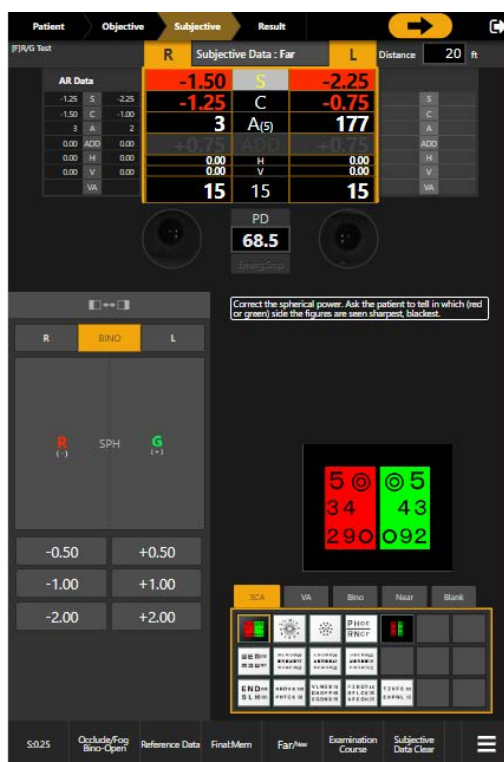 Patient Objective Subjective Result
[F]R/G Test
R Subjective Data : Far L Distance 20 ft
AR Data
-1.50 S -2.25
-1.25 C -0.75
3 A(5) 177
+0.75 ADD +0.75
0.00 H 0.00
0.00 V 0.00
15 15 15
-1.25 S -2.25
-1.50 C -1.00
3 A 2
0.00 ADD 0.00
0.00 H 0.00
0.00 V 0.00
VA
S
C
A
ADD
H
V
VA
PD
68.5
Correct the spherical power. Ask the patient to tell in which (red
or green) side the figures are seen sharpest, blackest.
R BINO L
R SPH G
(-) (+)
5 5
34 43
290 092
-0.50 +0.50
-1.00 +1.00
-2.00 +2.00
SCA VA Bino Near Blank
S:0.25 Occlude/Fog Bino-Open Reference Data Final:Mem Far/Near Examination Course Subjective Data Clear